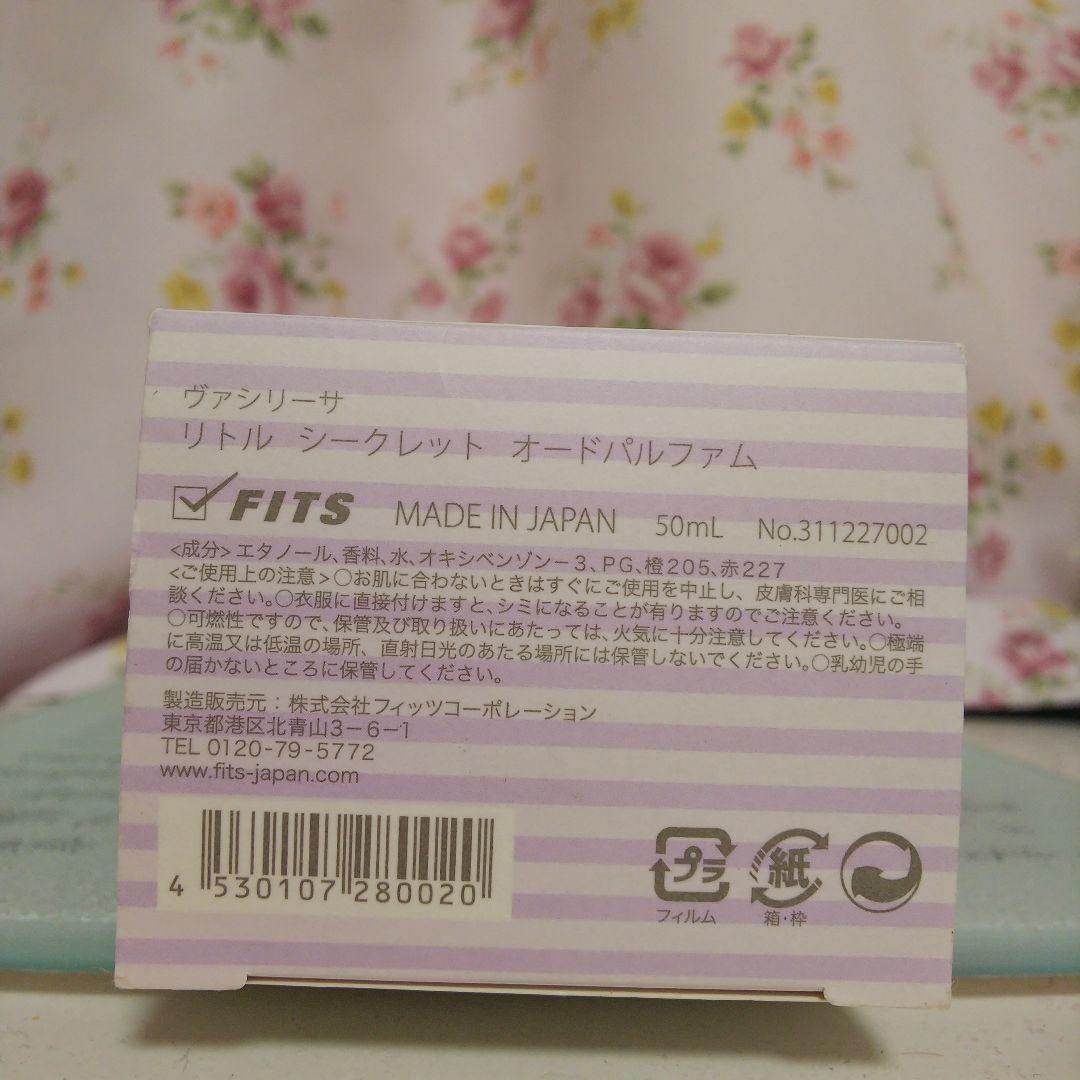 ヴァシリーサ
リトル シークレット オードパルファム
FITS MADE IN JAPAN 50mL No.311227002
<成分> エタノール、香料、水、オキシベンゾン－3、PG、橙205、赤227
<ご使用上の注意>○お肌に合わないときはすぐにご使用を中止し、皮膚科専門医にご相
談ください。○衣服に直接付けますと、シミになることが有りますのでご注意ください。
○可燃性ですので、保管及び取り扱いにあたっては、火気に十分注意してください。○極端
に高温又は低温の場所、直射日光のあたる場所には保管しないでください。○乳幼児の手
の届かないところに保管してください。
製造販売元：株式会社フィッツコーポレーション
東京都港区北青山3－6－1
TEL 0120-79-5772
www.fits-japan.com
4 530107 280020
プラ
フィルム
紙
箱・枠